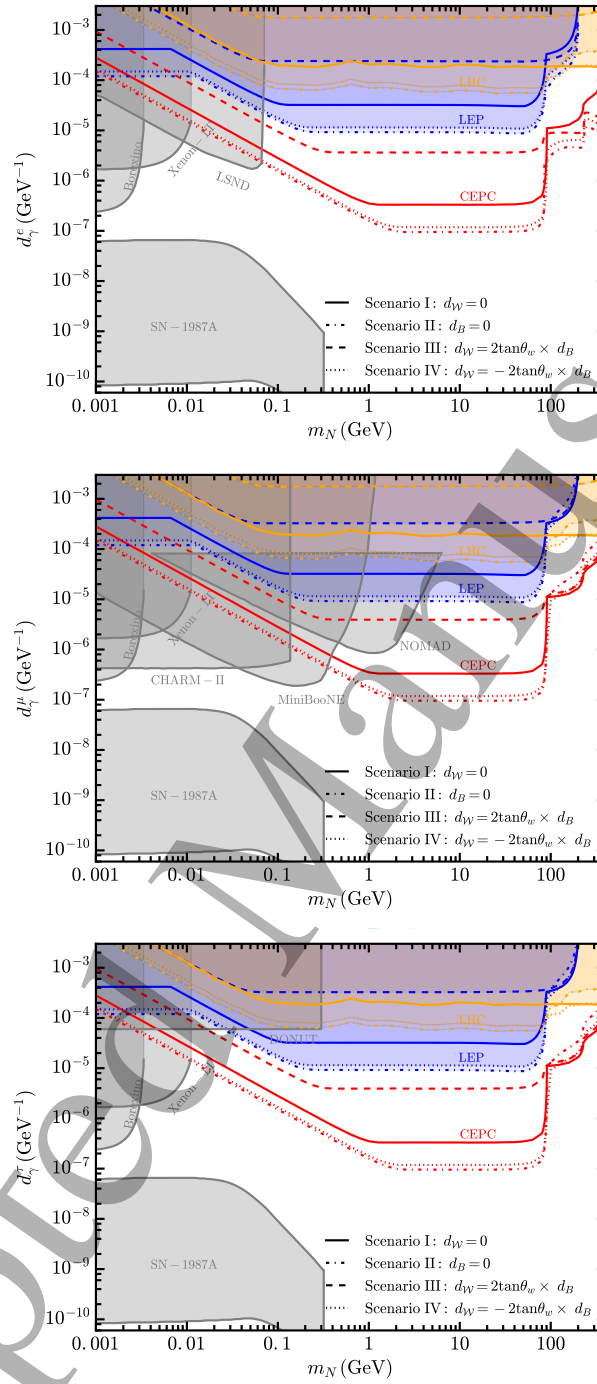 10⁻³
10⁻⁴
10⁻⁵
10⁻⁶
10⁻⁷
10⁻⁸
10⁻⁹
10⁻¹⁰
d_γ^e (GeV⁻¹)
LHC
LEP
CEPC
Borexino
LSND
SN−1987A
Scenario I: d_𝒲=0
Scenario II: d_B=0
Scenario III: d_𝒲=2tanθ_w × d_B
Scenario IV: d_𝒲=−2tanθ_w × d_B
0.001 0.01 0.1 1 10 100
m_N (GeV)
10⁻³
10⁻⁴
10⁻⁵
10⁻⁶
10⁻⁷
10⁻⁸
10⁻⁹
10⁻¹⁰
d_γ^μ (GeV⁻¹)
LHC
LEP
CEPC
Borexino
NOMAD
CHARM−II
MiniBooNE
SN−1987A
Scenario I: d_𝒲=0
Scenario II: d_B=0
Scenario III: d_𝒲=2tanθ_w × d_B
Scenario IV: d_𝒲=−2tanθ_w × d_B
0.001 0.01 0.1 1 10 100
m_N (GeV)
10⁻³
10⁻⁴
10⁻⁵
10⁻⁶
10⁻⁷
10⁻⁸
10⁻⁹
10⁻¹⁰
d_γ^τ (GeV⁻¹)
LHC
DONUT
LEP
CEPC
Borexino
SN−1987A
Scenario I: d_𝒲=0
Scenario II: d_B=0
Scenario III: d_𝒲=2tanθ_w × d_B
Scenario IV: d_𝒲=−2tanθ_w × d_B
0.001 0.01 0.1 1 10 100
m_N (GeV)
pted Manus